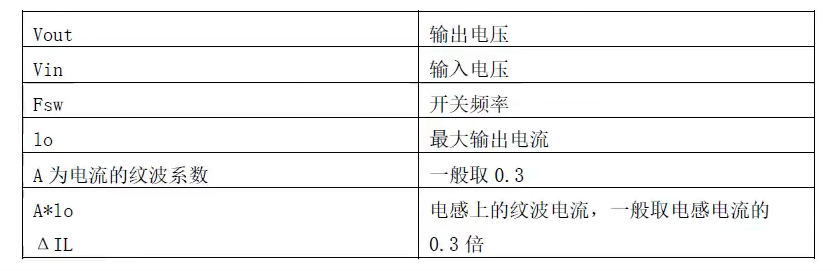 Vout 输出电压
Vin 输入电压
Fsw 开关频率
lo 最大输出电流
A 为电流的纹波系数 一般取 0.3
A*lo 电感上的纹波电流，一般取电感电流的
ΔIL 0.3 倍